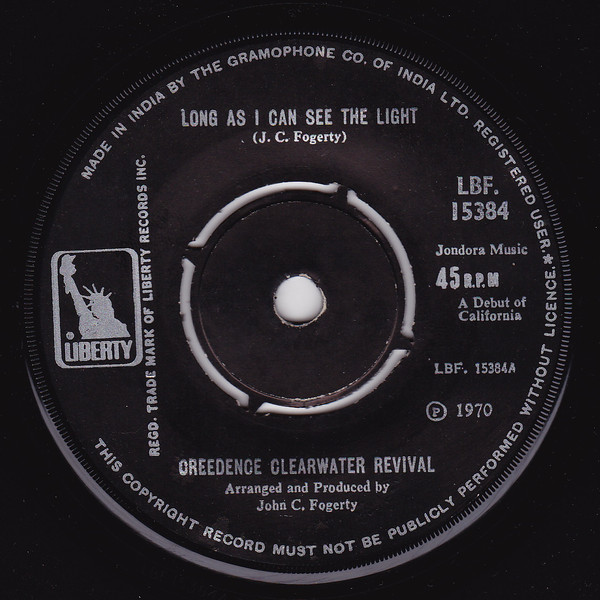 MADE IN INDIA BY THE GRAMOPHONE CO. OF INDIA LTD. REGISTERED USER.*
LONG AS I CAN SEE THE LIGHT
(J. C. Fogerty)
LBF.
15384
Jondora Music
45 R.P.M
A Debut of
California
LBF. 15384A
℗ 1970
® LIBERTY
REGD. TRADE MARK OF LIBERTY RECORDS INC.
CREEDENCE CLEARWATER REVIVAL
Arranged and Produced by
John C. Fogerty
THIS COPYRIGHT RECORD MUST NOT BE PUBLICLY PERFORMED WITHOUT LICENCE.